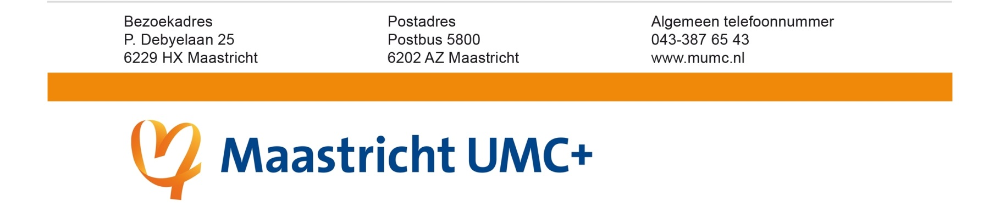 Bezoekadres
P. Debyelaan 25
6229 HX Maastricht
Postadres
Postbus 5800
6202 AZ Maastricht
Algemeen telefoonnummer
043-387 65 43
www.mumc.nl
Maastricht UMC+